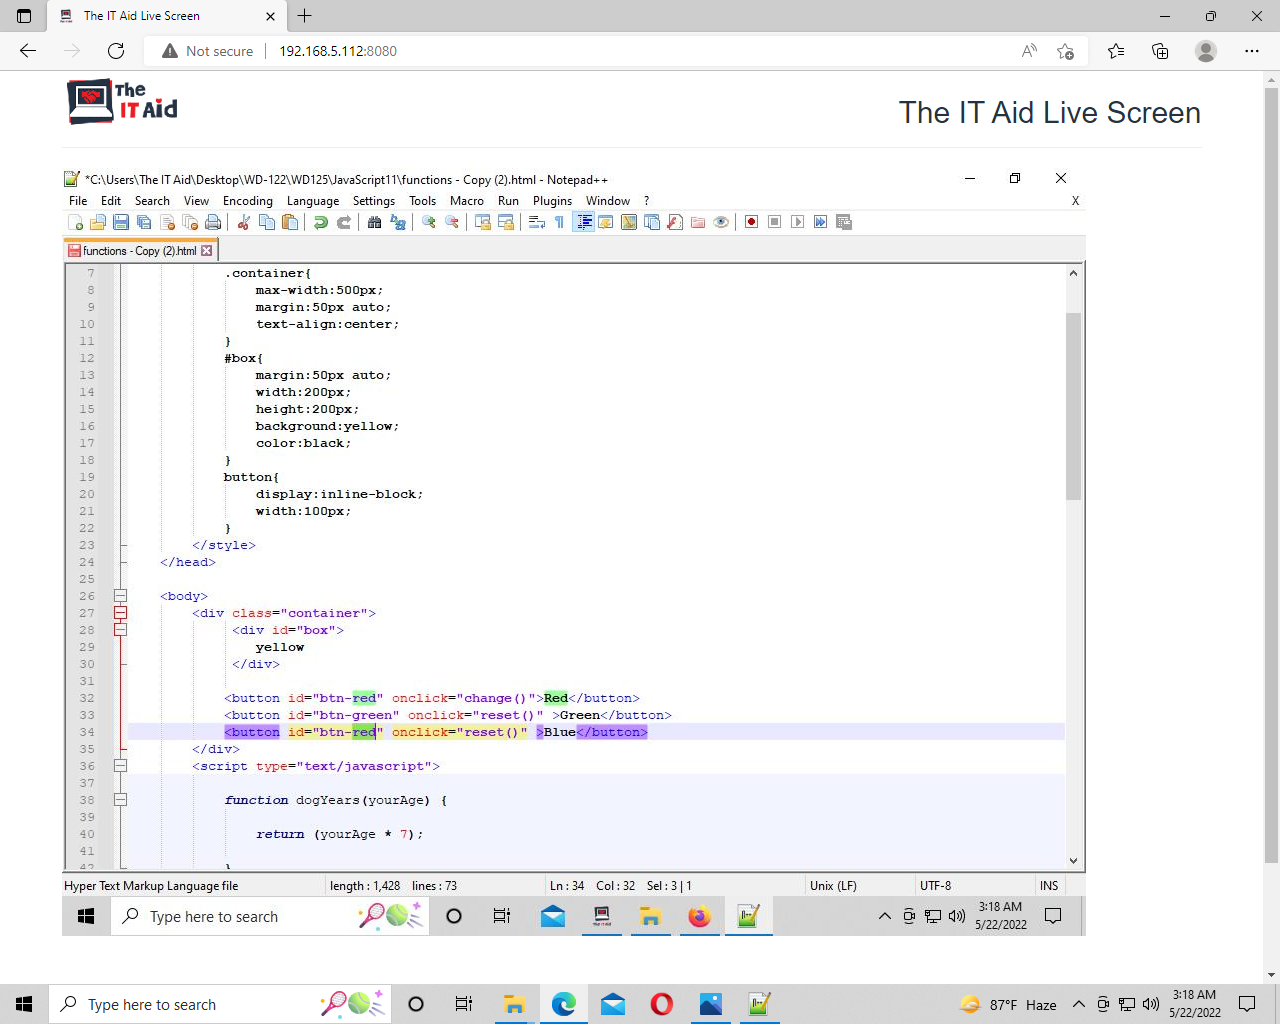 The IT Aid Live Screen
Not secure
192.168.5.112:8080
The
IT Aid
The IT Aid Live Screen
*C:\Users\The IT Aid\Desktop\WD-122\WD125\JavaScript11\functions - Copy (2).html - Notepad++
File Edit Search View Encoding Language Settings Tools Macro Run Plugins Window ? X
functions - Copy (2).html
7 .container{
8 max-width:500px;
9 margin:50px auto;
10 text-align:center;
11 }
12 #box{
13 margin:50px auto;
14 width:200px;
15 height:200px;
16 background:yellow;
17 color:black;
18 }
19 button{
20 display:inline-block;
21 width:100px;
22 }
23 </style>
24 </head>
25
26 <body>
27 <div class="container">
28 <div id="box">
29 yellow
30 </div>
31
32 <button id="btn-red" onclick="change()">Red</button>
33 <button id="btn-green" onclick="reset()" >Green</button>
34 <button id="btn-red" onclick="reset()" >Blue</button>
35 </div>
36 <script type="text/javascript">
37
38 function dogYears(yourAge) {
39
40 return (yourAge * 7);
41
42 }
Hyper Text Markup Language file length : 1,428 lines : 73 Ln : 34 Col : 32 Sel : 3 | 1 Unix (LF) UTF-8 INS
Type here to search
3:18 AM
5/22/2022
Type here to search
87°F Haze
3:18 AM
5/22/2022